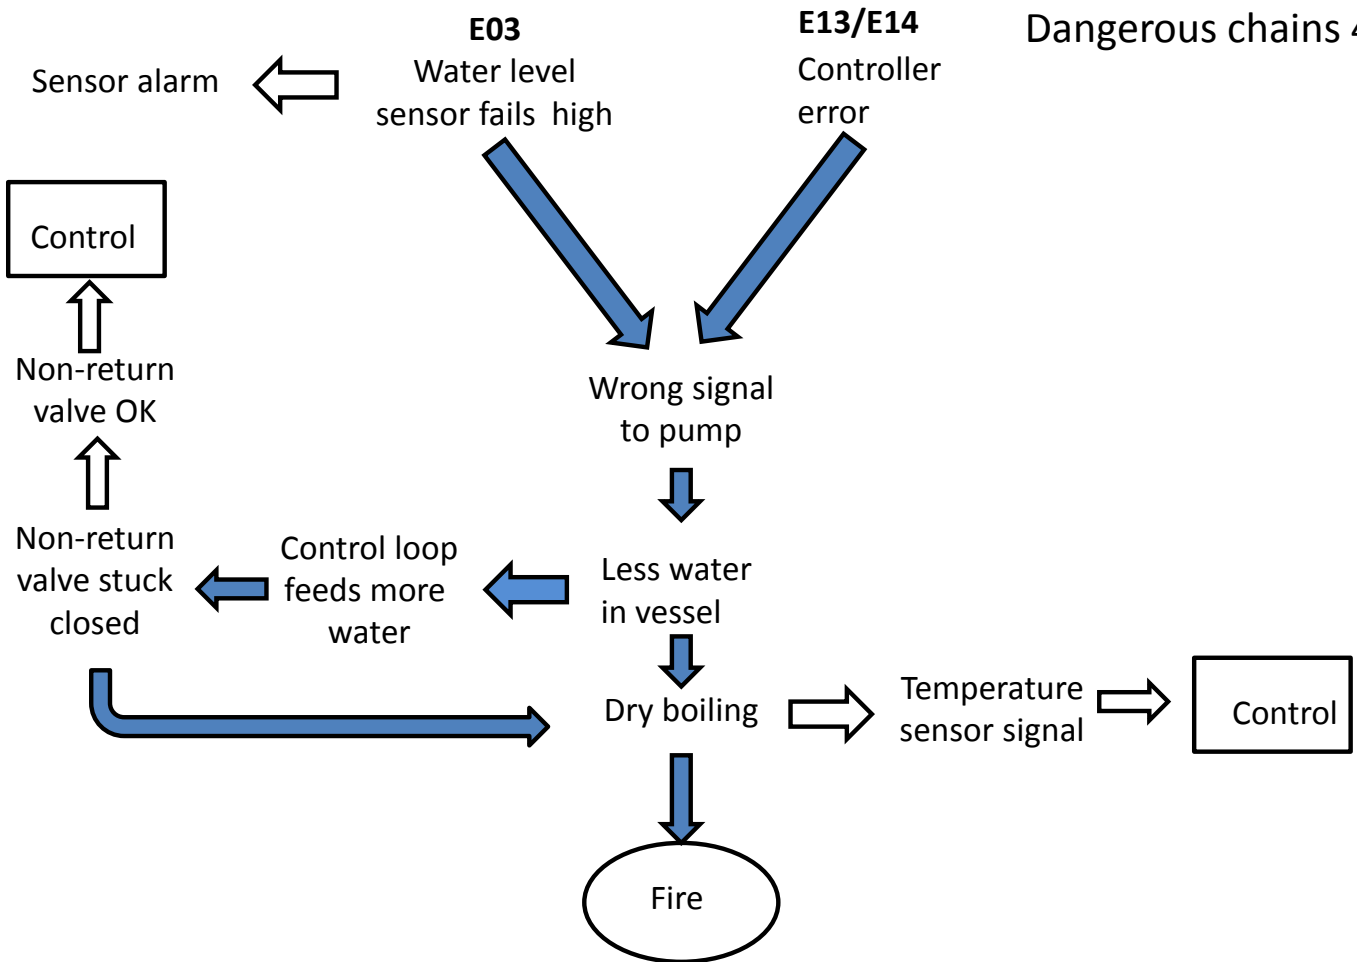 E03
E13/E14
Dangerous chains 4
Sensor alarm
Water level
sensor fails high
Controller
error
Control
Non-return
valve OK
Wrong signal
to pump
Non-return
valve stuck
closed
Control loop
feeds more
water
Less water
in vessel
Dry boiling
Temperature
sensor signal
Control
Fire